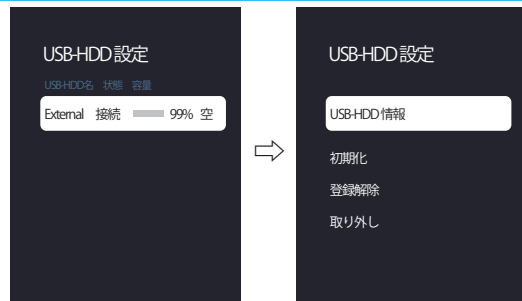 USB-HDD設定
USB-HDD名 状態 容量
External 接続 99% 空
USB-HDD設定
USB-HDD情報
初期化
登録解除
取り外し